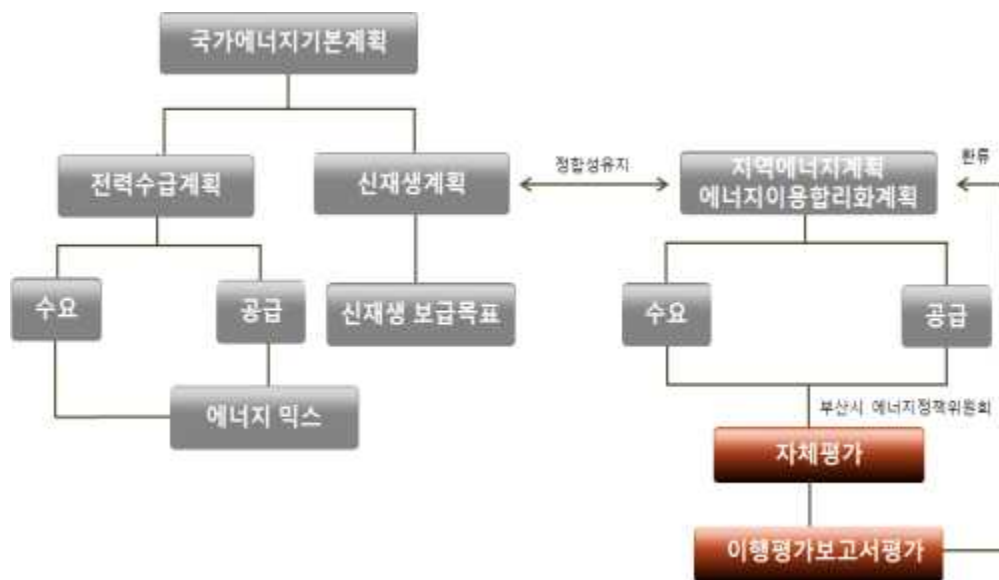 국가에너지기본계획
전력수급계획
신재생계획
정합성유지
지역에너지계획
에너지이용합리화계획
환류
수요
공급
신재생 보급목표
수요
공급
에너지 믹스
부산시 에너지정책위원회
자체평가
이행평가보고서평가